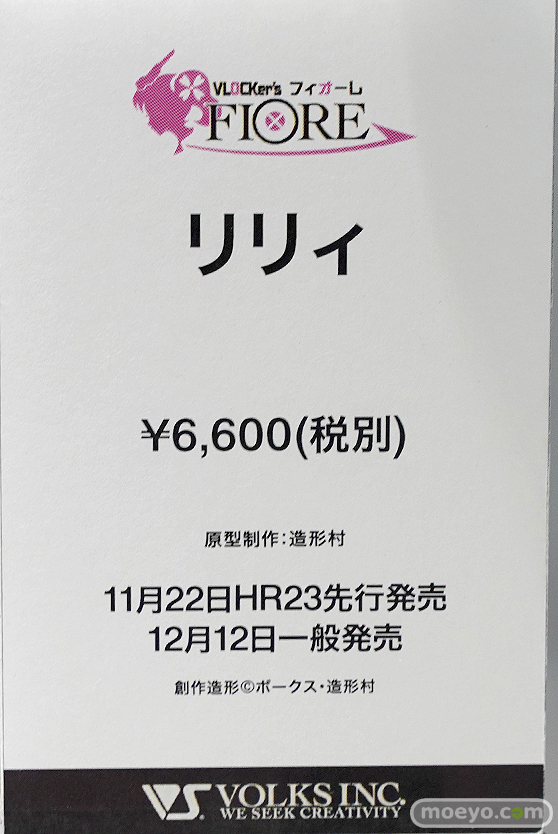 VLOCKer's フィオーレ
FIORE
リリィ
¥6,600(税別)
原型制作:造形村
11月22日HR23先行発売
12月12日一般発売
創作造形©ボークス・造形村
VS. VOLKS INC.
WE SEEK CREATIVITY
moeyo.com